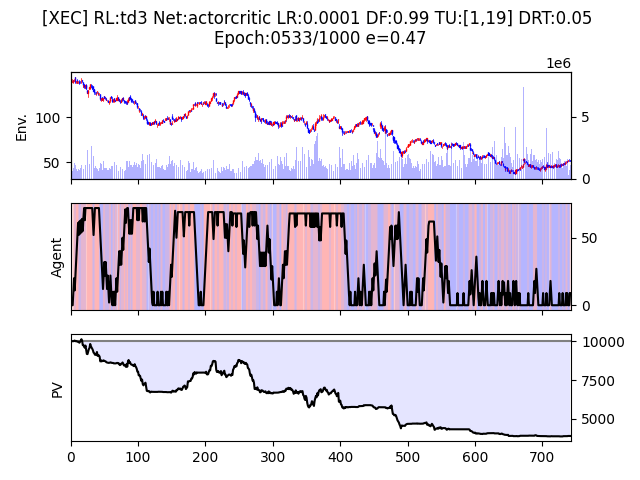 [XEC] RL:td3 Net:actorcritic LR:0.0001 DF:0.99 TU:[1,19] DRT:0.05
Epoch:0533/1000 e=0.47
1e6
Env.
100
50
5
0
Agent
50
0
PV
10000
7500
5000
0 100 200 300 400 500 600 700